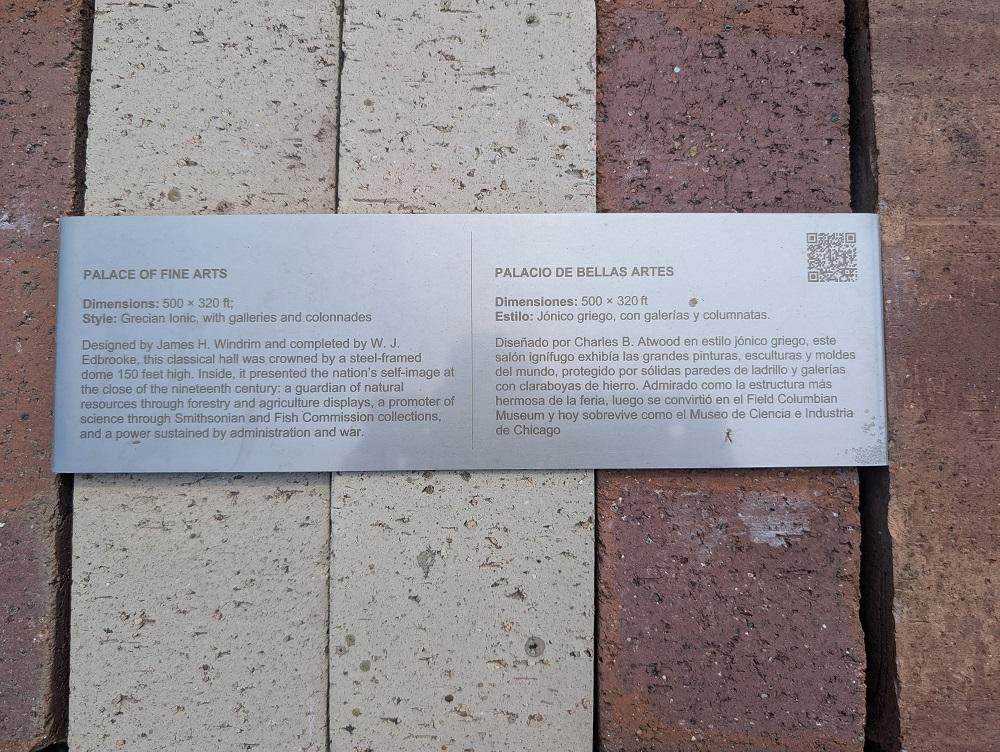 PALACE OF FINE ARTS
Dimensions: 500 × 320 ft;
Style: Grecian Ionic, with galleries and colonnades
Designed by James H. Windrim and completed by W. J.
Edbrooke, this classical hall was crowned by a steel-framed
dome 150 feet high. Inside, it presented the nation's self-image at
the close of the nineteenth century: a guardian of natural
resources through forestry and agriculture displays, a promoter of
science through Smithsonian and Fish Commission collections,
and a power sustained by administration and war.
PALACIO DE BELLAS ARTES
Dimensiones: 500 × 320 ft
Estilo: Jónico griego, con galerías y columnatas.
Diseñado por Charles B. Atwood en estilo jónico griego, este
salón ignífugo exhibía las grandes pinturas, esculturas y moldes
del mundo, protegido por sólidas paredes de ladrillo y galerías
con claraboyas de hierro. Admirado como la estructura más
hermosa de la feria, luego se convirtió en el Field Columbian
Museum y hoy sobrevive como el Museo de Ciencia e Industria
de Chicago